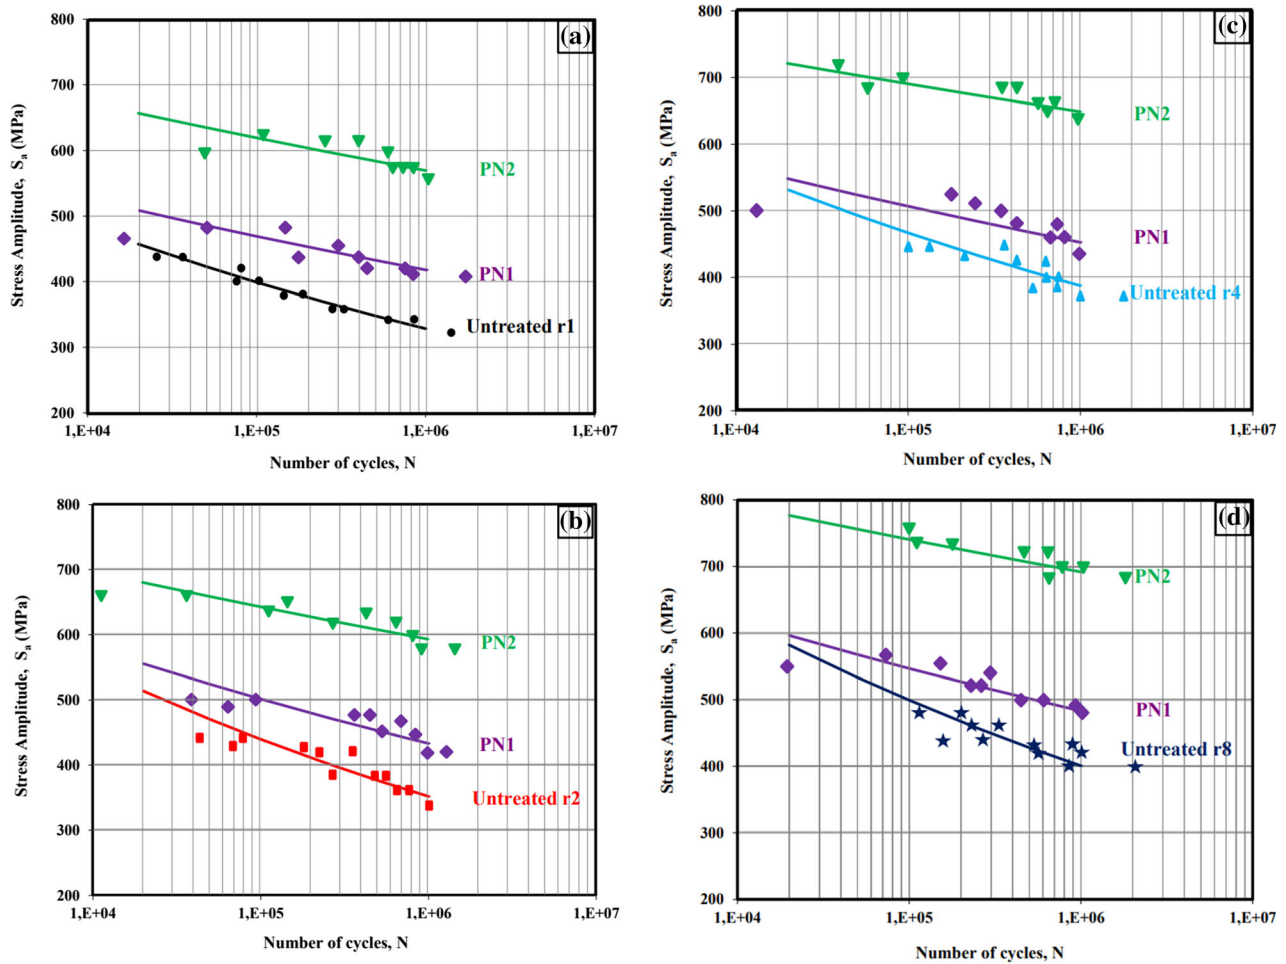 (a)
800
700
600
500
400
300
200
Stress Amplitude, Sa (MPa)
PN2
PN1
Untreated r1
1,E+04 1,E+05 1,E+06 1,E+07
Number of cycles, N
(c)
800
700
600
500
400
300
200
Stress Amplitude, Sa (MPa)
PN2
PN1
Untreated r4
1,E+04 1,E+05 1,E+06 1,E+07
Number of cycles, N
(b)
800
700
600
500
400
300
200
Stress Amplitude, Sa (MPa)
PN2
PN1
Untreated r2
1,E+04 1,E+05 1,E+06 1,E+07
Number of cycles, N
(d)
800
700
600
500
400
300
200
Stress Amplitude, Sa (MPa)
PN2
PN1
Untreated r8
1,E+04 1,E+05 1,E+06 1,E+07
Number of cycles, N